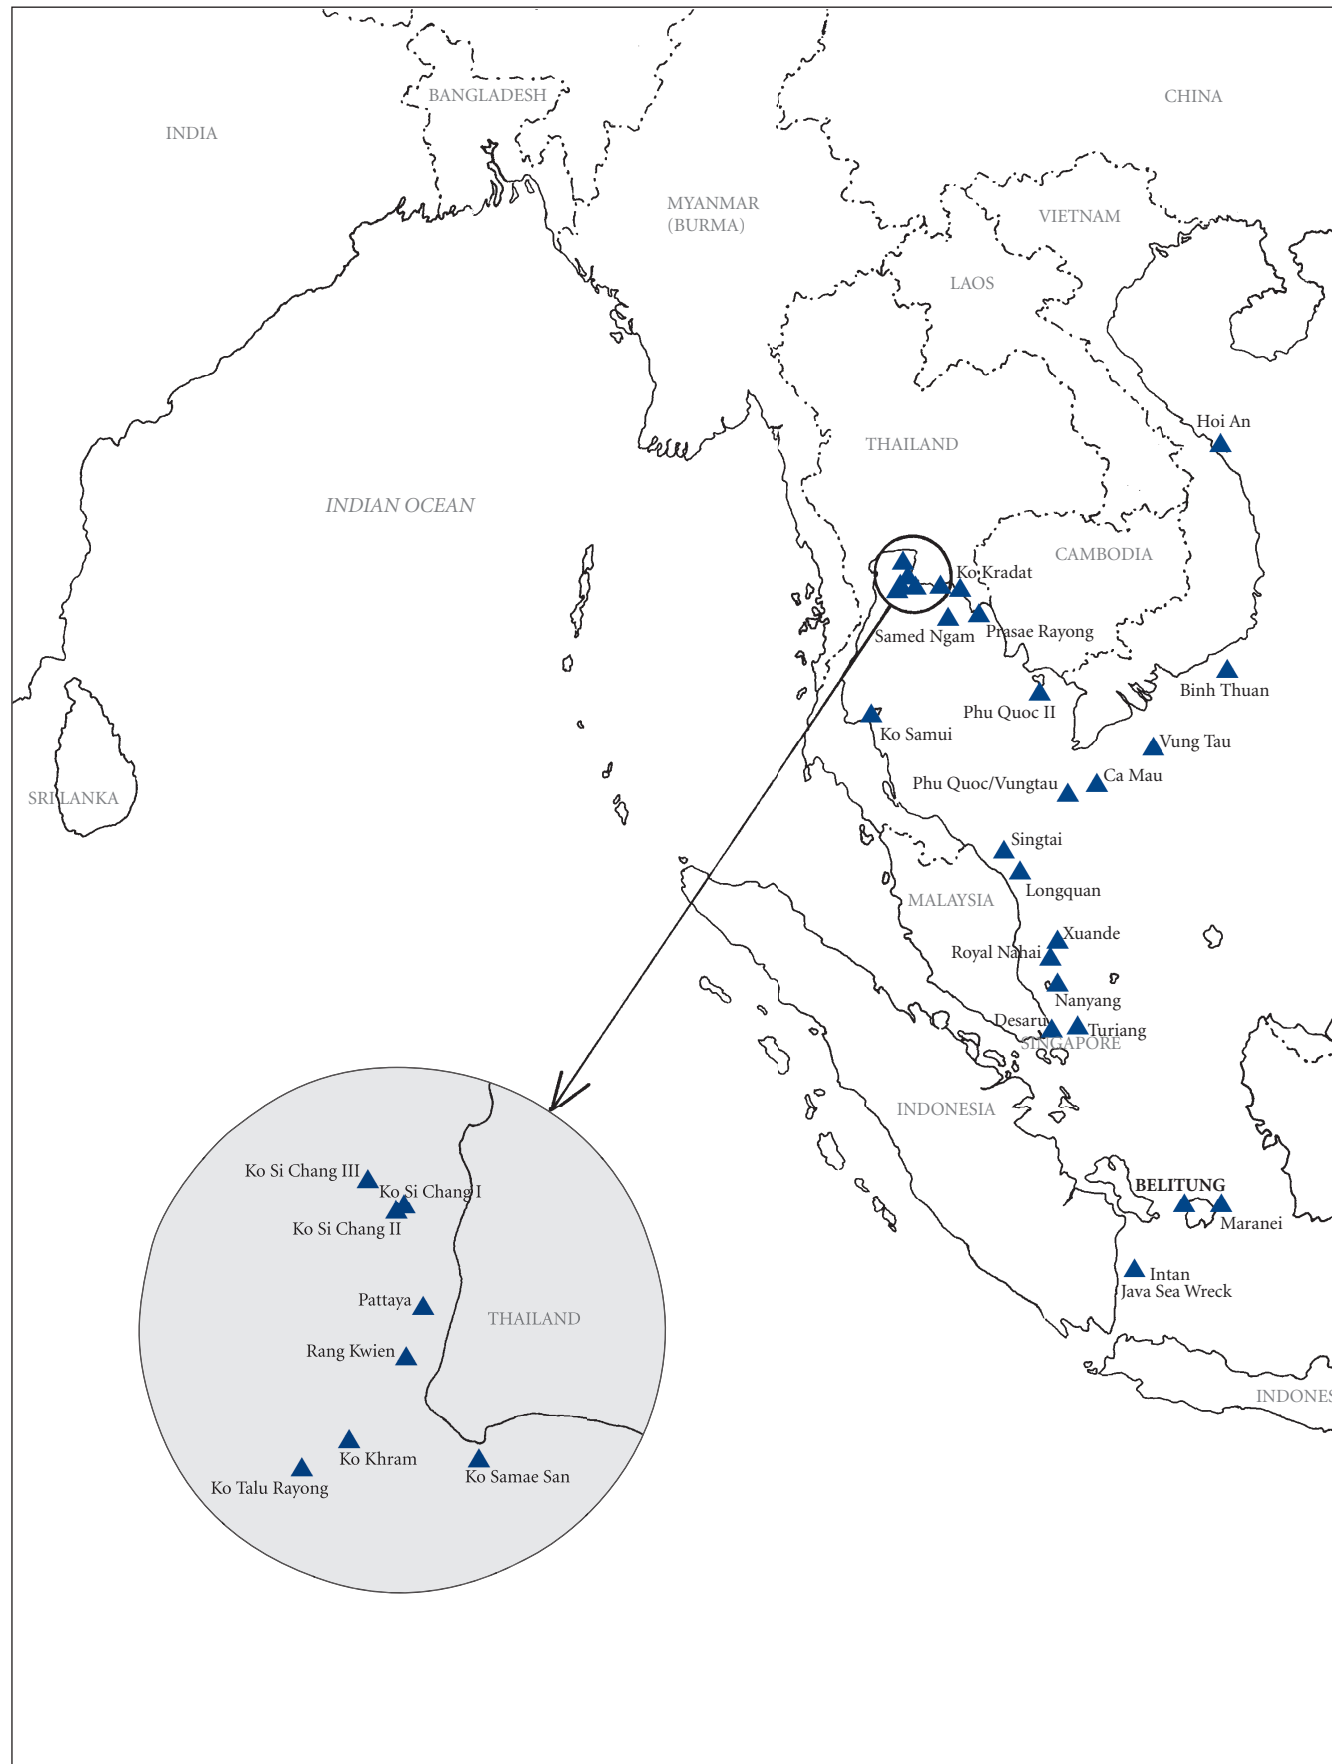 BANGLADESH
CHINA
INDIA
MYANMAR
(BURMA)
VIETNAM
LAOS
Hoi An
THAILAND
INDIAN OCEAN
CAMBODIA
Ko Kradat
Samed Ngam
Prasae Rayong
Binh Thuan
Phu Quoc II
Ko Samui
Vung Tau
Ca Mau
Phu Quoc/Vungtau
SRI LANKA
Singtai
Longquan
MALAYSIA
Xuande
Royal Nahai
Nanyang
Desaru
Turiang
SINGAPORE
INDONESIA
Ko Si Chang III
Ko Si Chang I
Ko Si Chang II
BELITUNG
Maranei
Intan
Java Sea Wreck
Pattaya
THAILAND
Rang Kwien
INDONES
Ko Khram
Ko Samae San
Ko Talu Rayong